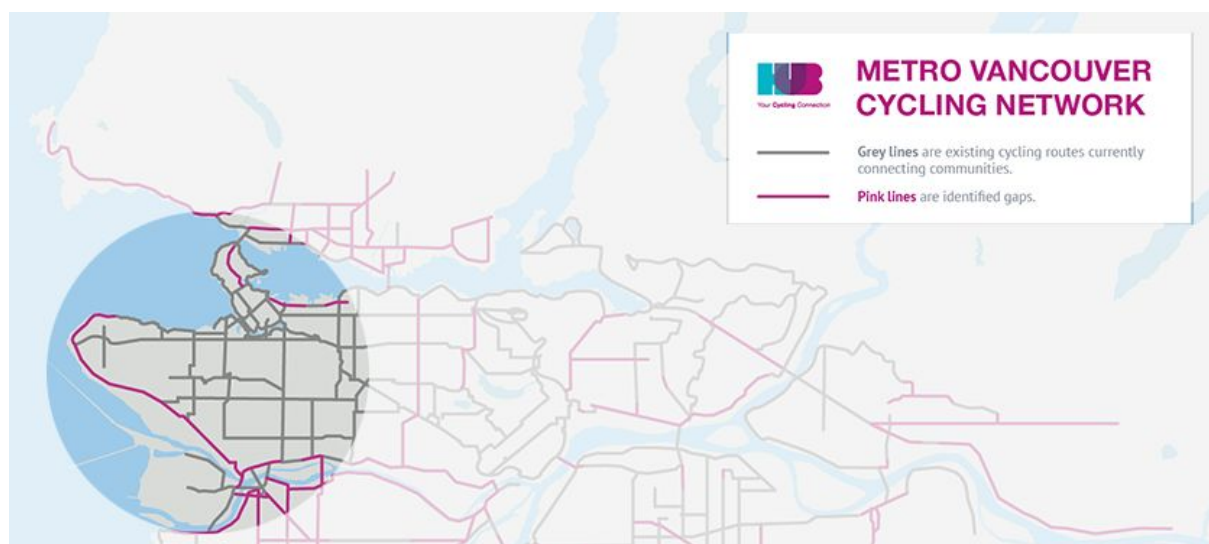 HUB
Your Cycling Connection
METRO VANCOUVER
CYCLING NETWORK
Grey lines are existing cycling routes currently
connecting communities.
Pink lines are identified gaps.